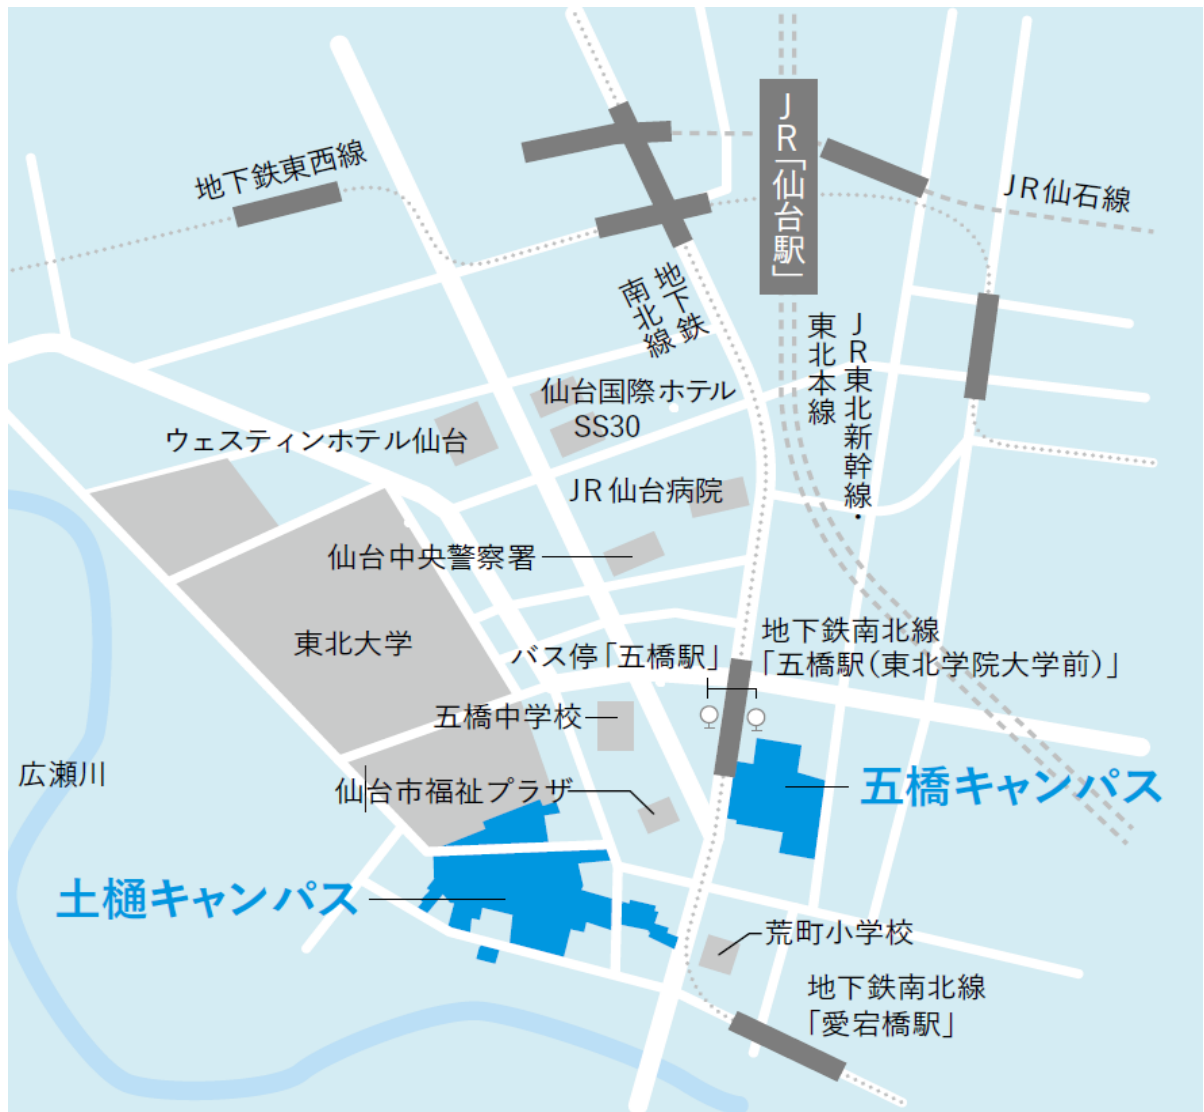 JR「仙台駅」
地下鉄東西線
JR仙石線
地下鉄
南北線
JR東北新幹線・
東北本線
仙台国際ホテル
SS30
ウェスティンホテル仙台
JR仙台病院
仙台中央警察署
東北大学
地下鉄南北線
「五橋駅(東北学院大学前)」
バス停「五橋駅」
五橋中学校
広瀬川
仙台市福祉プラザ
五橋キャンパス
土樋キャンパス
荒町小学校
地下鉄南北線
「愛宕橋駅」